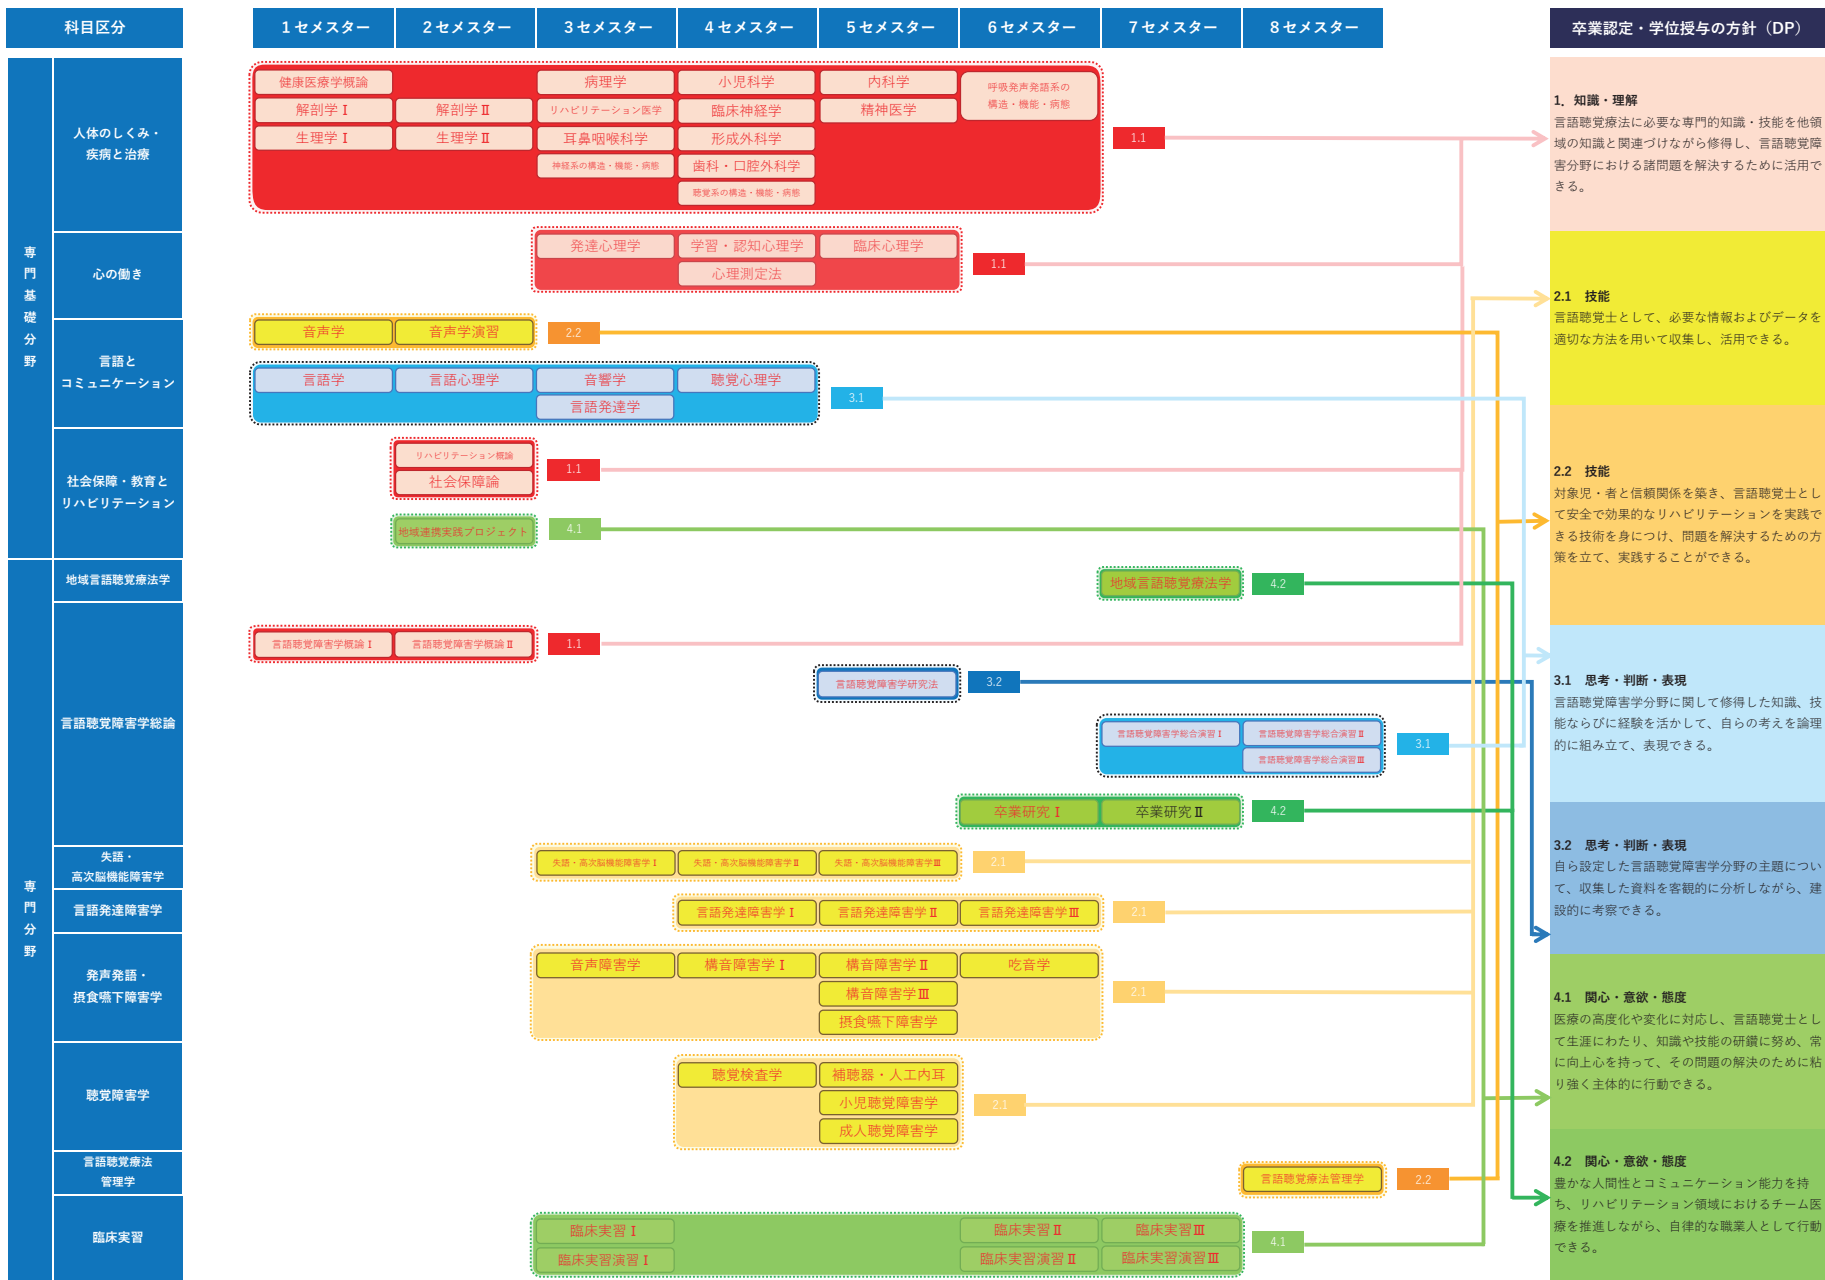 科目区分
1セメスター
2セメスター
3セメスター
4セメスター
5セメスター
6セメスター
7セメスター
8セメスター
卒業認定・学位授与の方針（DP）
専門基礎分野
人体のしくみ・
疾病と治療
健康医療学概論
病理学
小児科学
内科学
呼吸発声発語系の
構造・機能・病態
解剖学Ⅰ
解剖学Ⅱ
リハビリテーション医学
臨床神経学
精神医学
生理学Ⅰ
生理学Ⅱ
耳鼻咽喉科学
形成外科学
神経系の構造・機能・病態
歯科・口腔外科学
聴覚系の構造・機能・病態
1.1
心の働き
発達心理学
学習・認知心理学
臨床心理学
心理測定法
1.1
言語と
コミュニケーション
音声学
音声学演習
2.2
言語学
言語心理学
音響学
聴覚心理学
言語発達学
3.1
社会保障・教育と
リハビリテーション
リハビリテーション概論
社会保障論
1.1
地域連携実践プロジェクト
4.1
専門分野
地域言語聴覚療法学
地域言語聴覚療法学
4.2
言語聴覚障害学総論
言語聴覚障害学概論Ⅰ
言語聴覚障害学概論Ⅱ
1.1
言語聴覚障害学研究法
3.2
言語聴覚障害学総合演習Ⅰ
言語聴覚障害学総合演習Ⅱ
言語聴覚障害学総合演習Ⅲ
3.1
卒業研究Ⅰ
卒業研究Ⅱ
4.2
失語・
高次脳機能障害学
失語・高次脳機能障害学Ⅰ
失語・高次脳機能障害学Ⅱ
失語・高次脳機能障害学Ⅲ
2.1
言語発達障害学
言語発達障害学Ⅰ
言語発達障害学Ⅱ
言語発達障害学Ⅲ
2.1
発声発語・
摂食嚥下障害学
音声障害学
構音障害学Ⅰ
構音障害学Ⅱ
吃音学
構音障害学Ⅲ
摂食嚥下障害学
2.1
聴覚障害学
聴覚検査学
補聴器・人工内耳
小児聴覚障害学
成人聴覚障害学
2.1
言語聴覚療法
管理学
言語聴覚療法管理学
2.2
臨床実習
臨床実習Ⅰ
臨床実習Ⅱ
臨床実習Ⅲ
臨床実習演習Ⅰ
臨床実習演習Ⅱ
臨床実習演習Ⅲ
4.1
1．知識・理解
言語聴覚療法に必要な専門的知識・技能を他領
域の知識と関連づけながら修得し、言語聴覚障
害分野における諸問題を解決するために活用で
きる。
2.1　技能
言語聴覚士として、必要な情報およびデータを
適切な方法を用いて収集し、活用できる。
2.2　技能
対象児・者と信頼関係を築き、言語聴覚士とし
て安全で効果的なリハビリテーションを実践で
きる技術を身につけ、問題を解決するための方
策を立て、実践することができる。
3.1　思考・判断・表現
言語聴覚障害学分野に関して修得した知識、技
能ならびに経験を活かして、自らの考えを論理
的に組み立て、表現できる。
3.2　思考・判断・表現
自ら設定した言語聴覚障害学分野の主題につい
て、収集した資料を客観的に分析しながら、建
設的に考察できる。
4.1　関心・意欲・態度
医療の高度化や変化に対応し、言語聴覚士とし
て生涯にわたり、知識や技能の研鑽に努め、常
に向上心を持って、その問題の解決のために粘
り強く主体的に行動できる。
4.2　関心・意欲・態度
豊かな人間性とコミュニケーション能力を持
ち、リハビリテーション領域におけるチーム医
療を推進しながら、自律的な職業人として行動
できる。